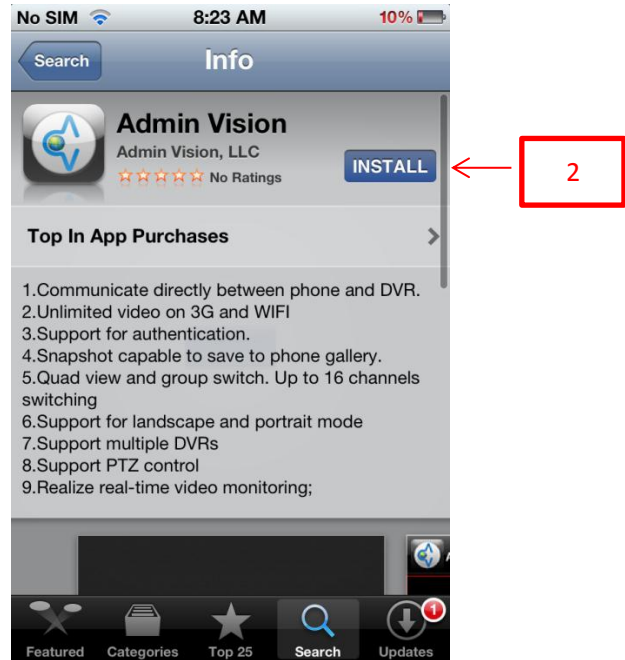 No SIM 8:23 AM 10%
Search Info
Admin Vision
Admin Vision, LLC
No Ratings
INSTALL
2
Top In App Purchases
1.Communicate directly between phone and DVR.
2.Unlimited video on 3G and WIFI
3.Support for authentication.
4.Snapshot capable to save to phone gallery.
5.Quad view and group switch. Up to 16 channels
switching
6.Support for landscape and portrait mode
7.Support multiple DVRs
8.Support PTZ control
9.Realize real-time video monitoring;
A
1
Featured Categories Top 25 Search Updates